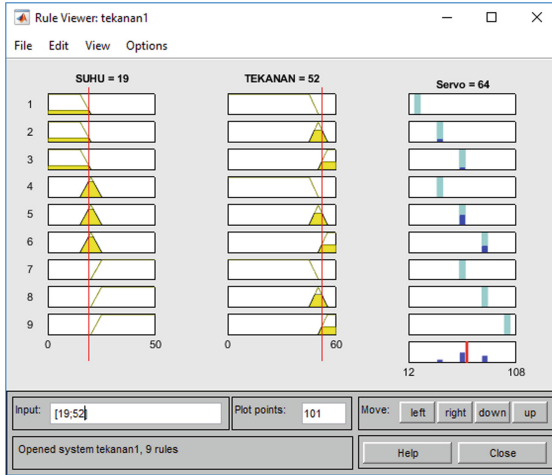 Rule Viewer: tekanan1
File Edit View Options
SUHU = 19 TEKANAN = 52 Servo = 64
1
2
3
4
5
6
7
8
9
0 50 0 60
12 108
Input: [19;52] Plot points: 101 Move: left right down up
Opened system tekanan1, 9 rules Help Close